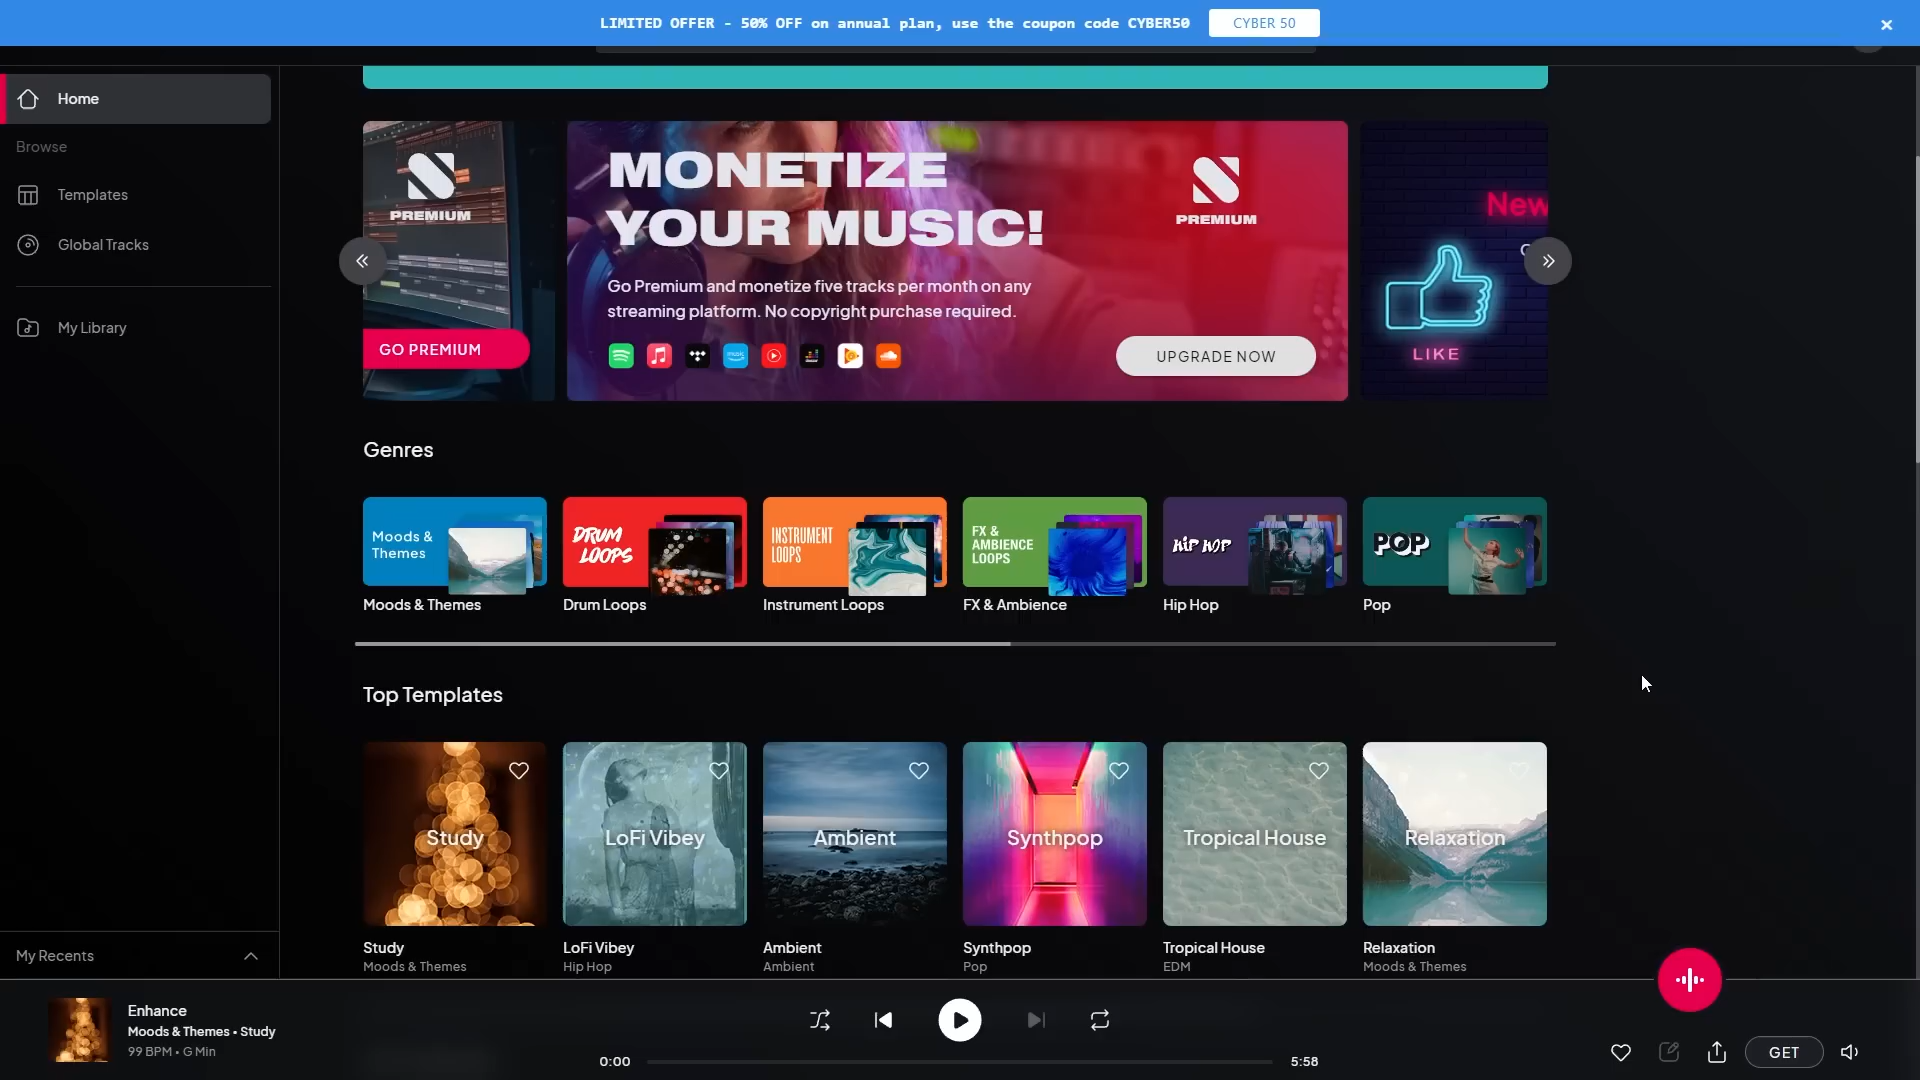 LIMITED OFFER - 50% OFF on annual plan, use the coupon code CYBER50
CYBER 50
Home
Browse
Templates
Global Tracks
My Library
PREMIUM
GO PREMIUM
MONETIZE
YOUR MUSIC!
Go Premium and monetize five tracks per month on any
streaming platform. No copyright purchase required.
PREMIUM
UPGRADE NOW
New
LIKE
Genres
Moods &
Themes
DRUM
LOOPS
INSTRUMENT
LOOPS
FX &
AMBIENCE
LOOPS
HIP HOP
POP
Moods & Themes
Drum Loops
Instrument Loops
FX & Ambience
Hip Hop
Pop
Top Templates
Study
LoFi Vibey
Ambient
Synthpop
Tropical House
Relaxation
Study
Moods & Themes
LoFi Vibey
Hip Hop
Ambient
Ambient
Synthpop
Pop
Tropical House
EDM
Relaxation
Moods & Themes
My Recents
Enhance
Moods & Themes • Study
99 BPM • G Min
0:00
5:58
GET